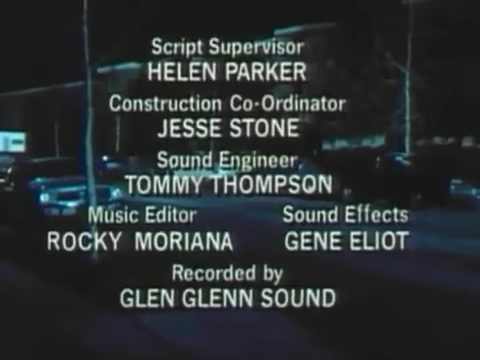 Script Supervisor
HELEN PARKER
Construction Co-Ordinator
JESSE STONE
Sound Engineer
TOMMY THOMPSON
Music Editor Sound Effects
ROCKY MORIANA GENE ELIOT
Recorded by
GLEN GLENN SOUND